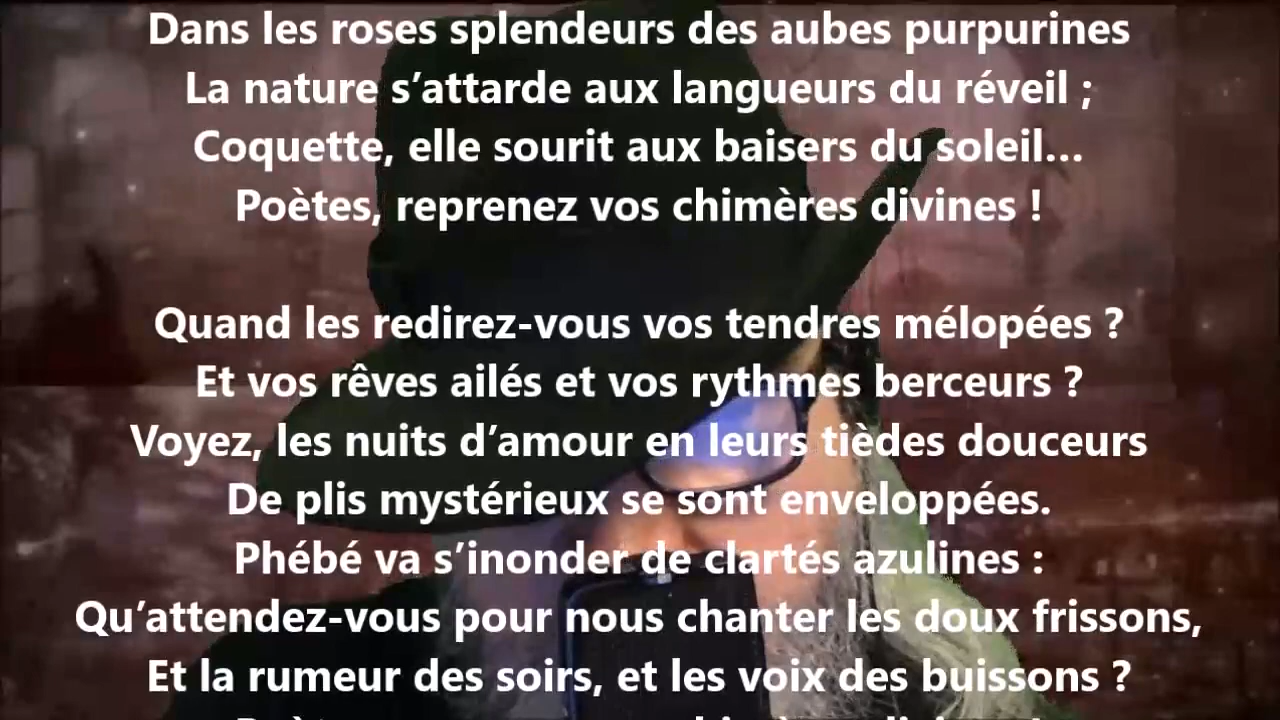 Dans les roses splendeurs des aubes purpurines
La nature s’attarde aux langueurs du réveil ;
Coquette, elle sourit aux baisers du soleil…
Poètes, reprenez vos chimères divines !
Quand les redirez-vous vos tendres mélopées ?
Et vos rêves ailés et vos rythmes berceurs ?
Voyez, les nuits d’amour en leurs tièdes douceurs
De plis mystérieux se sont enveloppées.
Phébé va s’inonder de clartés azulines :
Qu’attendez-vous pour nous chanter les doux frissons,
Et la rumeur des soirs, et les voix des buissons ?